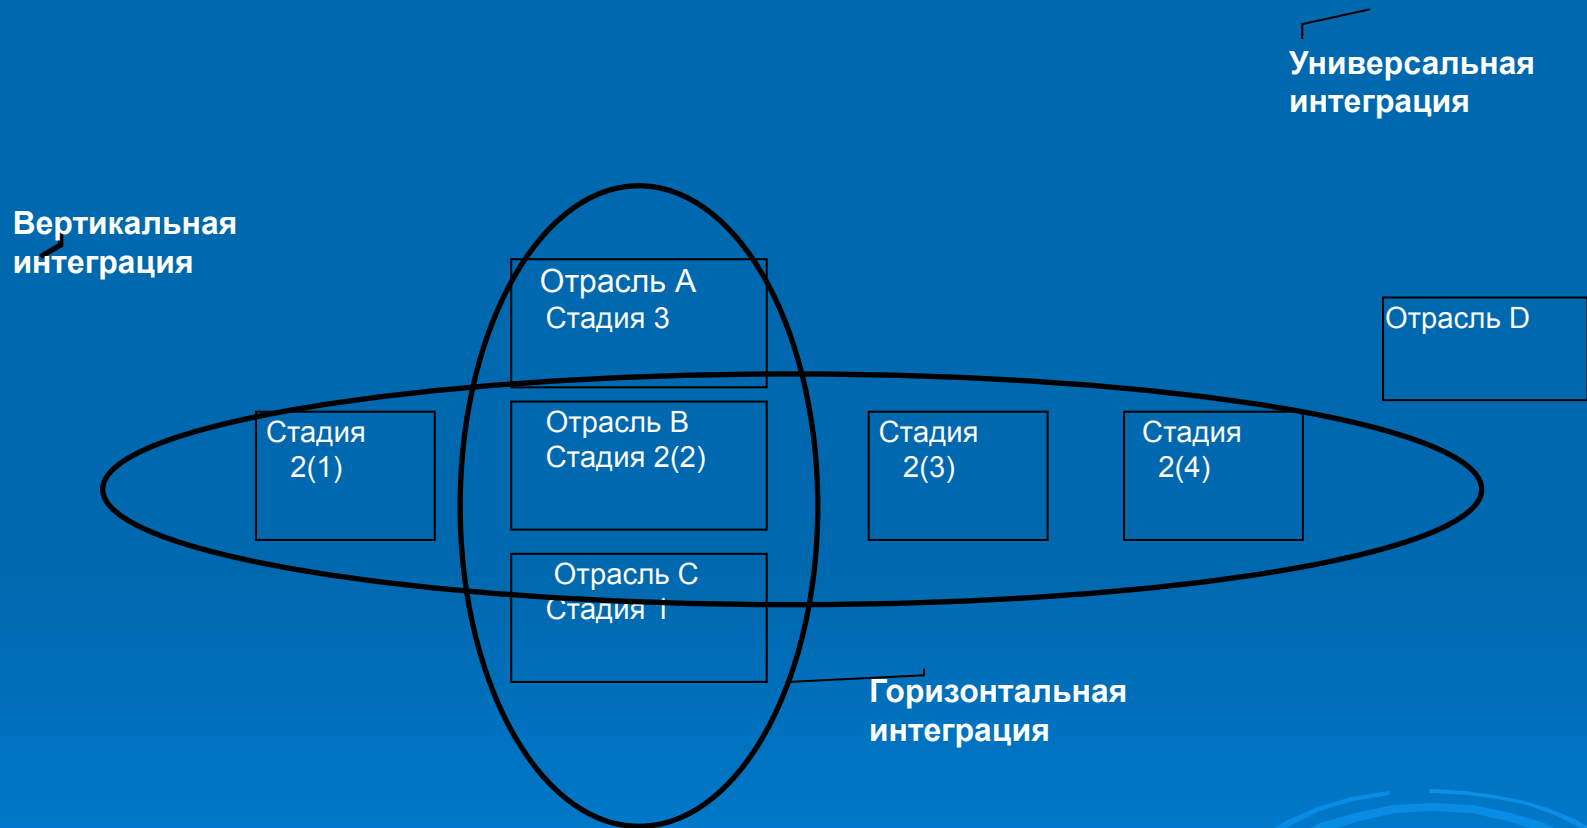 Универсальная
интеграция
Вертикальная
интеграция
Отрасль A
Стадия 3
Отрасль D
Стадия
2(1)
Отрасль B
Стадия 2(2)
Стадия
2(3)
Стадия
2(4)
Отрасль C
Стадия 1
Горизонтальная
интеграция